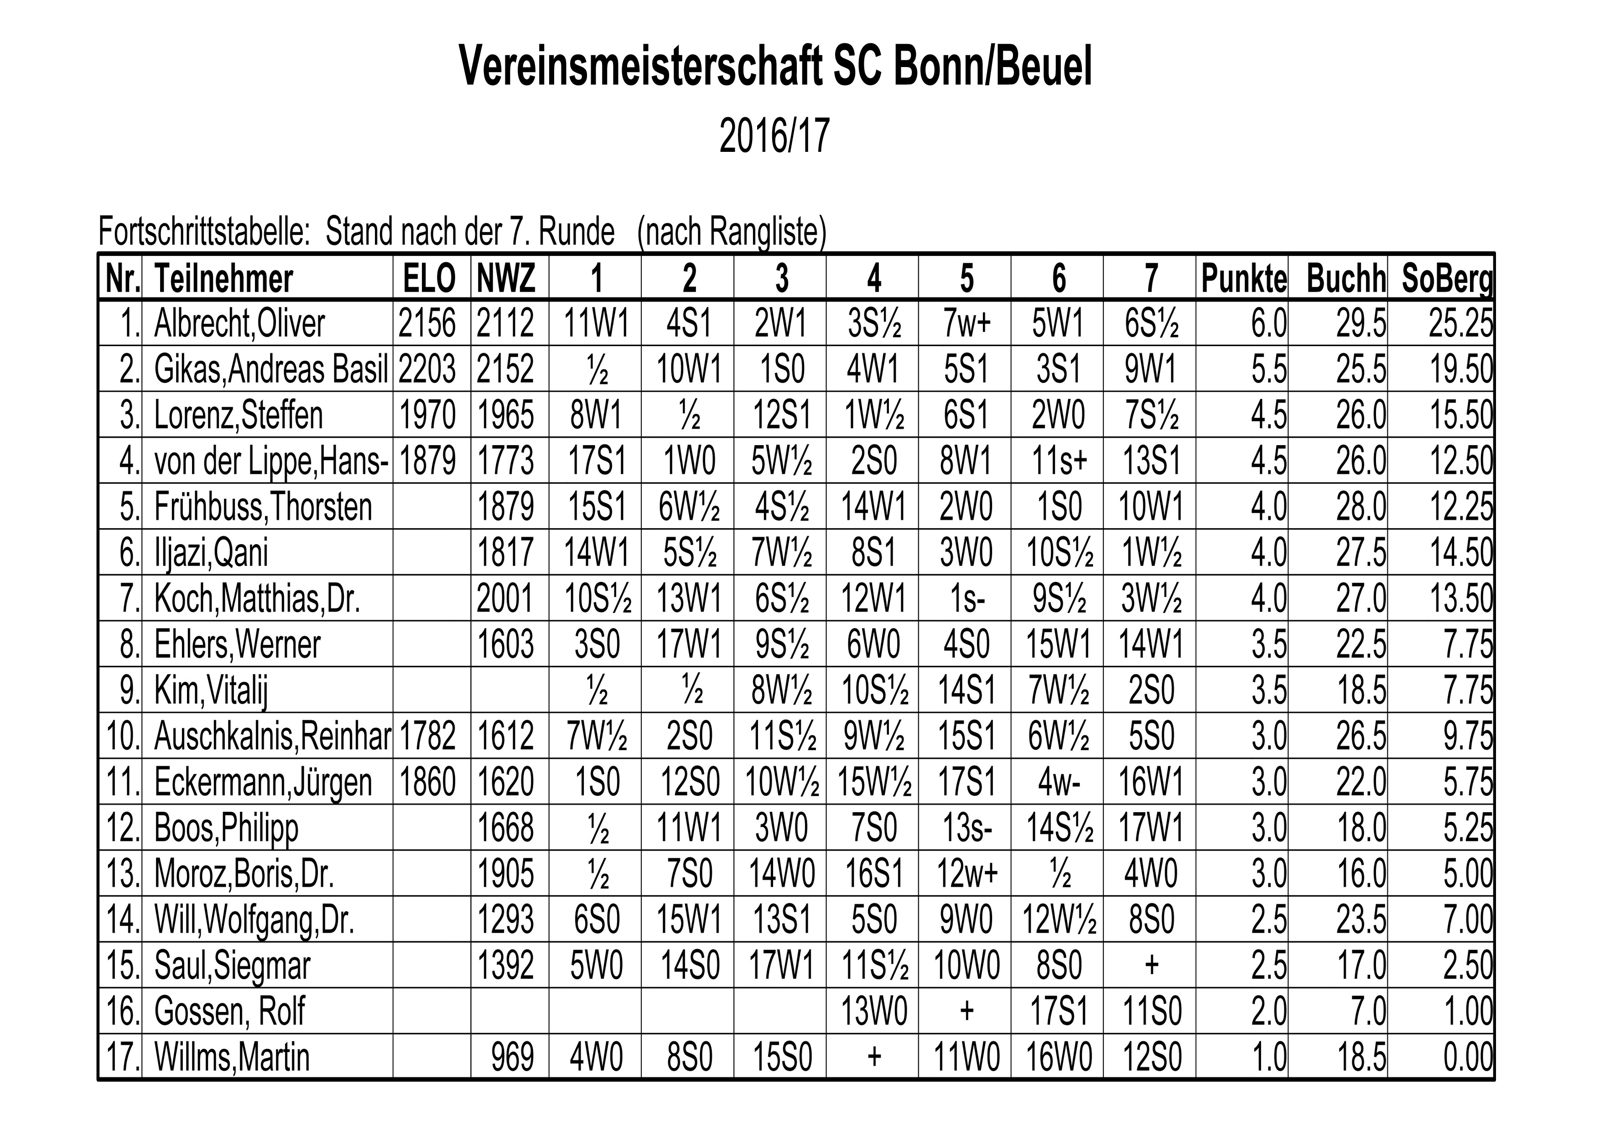 Vereinsmeisterschaft SC Bonn/Beuel
2016/17
Fortschrittstabelle: Stand nach der 7. Runde (nach Rangliste)
Nr. Teilnehmer ELO NWZ 1 2 3 4 5 6 7 Punkte Buchh SoBerg
1. Albrecht,Oliver 2156 2112 11W1 4S1 2W1 3S½ 7w+ 5W1 6S½ 6.0 29.5 25.25
2. Gikas,Andreas Basil 2203 2152 ½ 10W1 1S0 4W1 5S1 3S1 9W1 5.5 25.5 19.50
3. Lorenz,Steffen 1970 1965 8W1 ½ 12S1 1W½ 6S1 2W0 7S½ 4.5 26.0 15.50
4. von der Lippe,Hans- 1879 1773 17S1 1W0 5W½ 2S0 8W1 11s+ 13S1 4.5 26.0 12.50
5. Frühbuss,Thorsten 1879 15S1 6W½ 4S½ 14W1 2W0 1S0 10W1 4.0 28.0 12.25
6. Iljazi,Qani 1817 14W1 5S½ 7W½ 8S1 3W0 10S½ 1W½ 4.0 27.5 14.50
7. Koch,Matthias,Dr. 2001 10S½ 13W1 6S½ 12W1 1s- 9S½ 3W½ 4.0 27.0 13.50
8. Ehlers,Werner 1603 3S0 17W1 9S½ 6W0 4S0 15W1 14W1 3.5 22.5 7.75
9. Kim,Vitalij ½ ½ 8W½ 10S½ 14S1 7W½ 2S0 3.5 18.5 7.75
10. Auschkalnis,Reinhar 1782 1612 7W½ 2S0 11S½ 9W½ 15S1 6W½ 5S0 3.0 26.5 9.75
11. Eckermann,Jürgen 1860 1620 1S0 12S0 10W½ 15W½ 17S1 4w- 16W1 3.0 22.0 5.75
12. Boos,Philipp 1668 ½ 11W1 3W0 7S0 13s- 14S½ 17W1 3.0 18.0 5.25
13. Moroz,Boris,Dr. 1905 ½ 7S0 14W0 16S1 12w+ ½ 4W0 3.0 16.0 5.00
14. Will,Wolfgang,Dr. 1293 6S0 15W1 13S1 5S0 9W0 12W½ 8S0 2.5 23.5 7.00
15. Saul,Siegmar 1392 5W0 14S0 17W1 11S½ 10W0 8S0 + 2.5 17.0 2.50
16. Gossen, Rolf 13W0 + 17S1 11S0 2.0 7.0 1.00
17. Willms,Martin 969 4W0 8S0 15S0 + 11W0 16W0 12S0 1.0 18.5 0.00